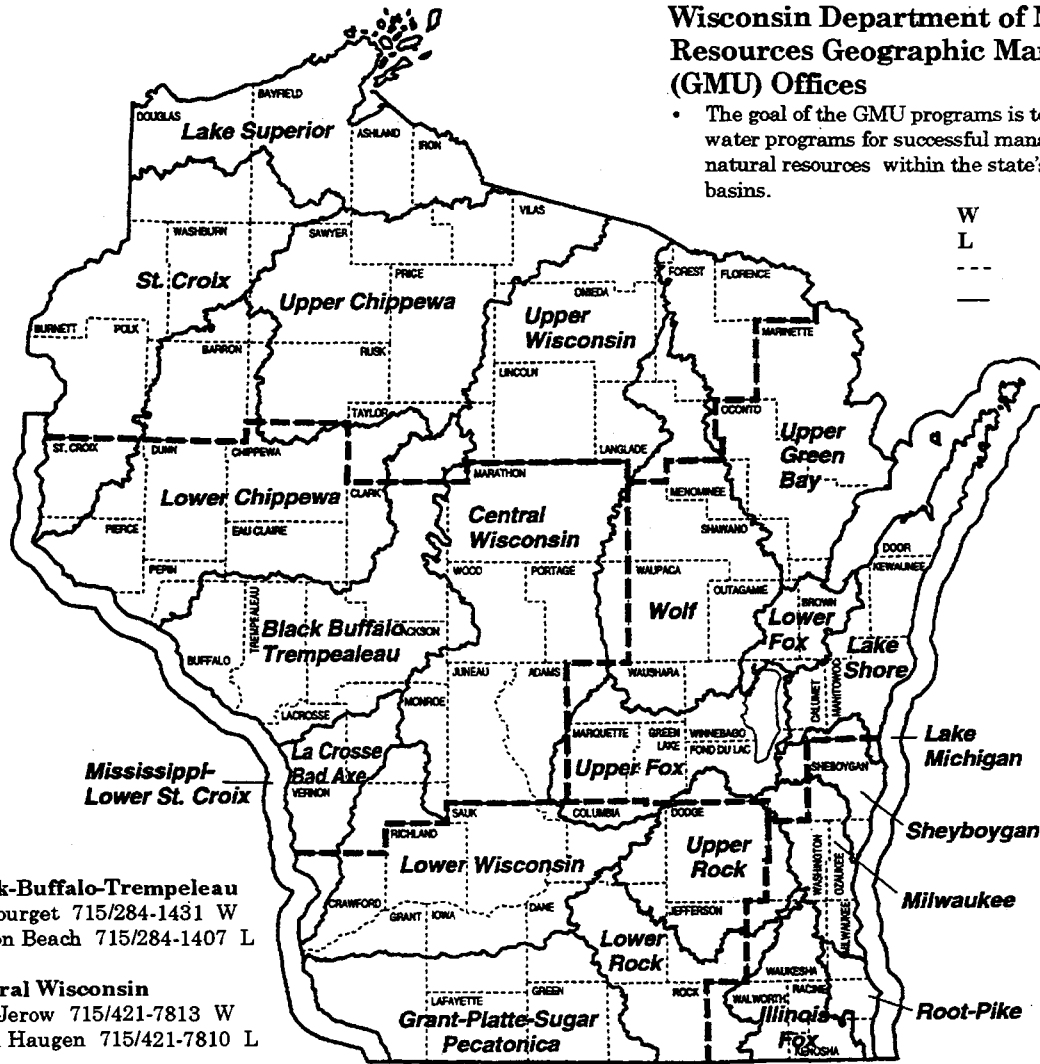 Wisconsin Department of
Resources Geographic
(GMU) Offices
• The goal of the GMU programs is
water programs for successful
natural resources within the state's
basins.
W
L
BAYFIELD
DOUGLAS
Lake Superior
ASHLAND
IRON
VILAS
WASHBURN
SAWYER
FOREST
FLORENCE
PRICE
St. Croix
Upper Chippewa
ONIEDA
Upper
Wisconsin
BURNETT
POLK
MARINETTE
BARRON
RUSK
LINCOLN
TAYLOR
OCONTO
ST. CROIX
DUNN
CHIPPEWA
LANGLADE
Upper
Green
Bay
MARATHON
CLARK
MENOMINEE
Lower Chippewa
Central
Wisconsin
PIERCE
EAU CLAIRE
SHAWANO
DOOR
PEPIN
WOOD
PORTAGE
WAUPACA
KEWAUNEE
OUTAGAMIE
BROWN
TREMPEALEAU
Black Buffalo
Trempealeau
JACKSON
Wolf
Lower
Fox
Lake
Shore
BUFFALO
JUNEAU
ADAMS
WAUSHARA
CALUMET
MANITOWOC
MONROE
LACROSSE
MARQUETTE
GREEN
LAKE
WINNEBAGO
FOND DU LAC
La Crosse
Bad Axe
Upper Fox
SHEBOYGAN
Lake
Michigan
Mississippi-
Lower St. Croix
VERNON
SAUK
COLUMBIA
DODGE
RICHLAND
Sheyboygan
Lower Wisconsin
Upper
Rock
WASHINGTON
OZAUKEE
k-Buffalo-Trempeleau
ourget 715/284-1431 W
on Beach 715/284-1407 L
CRAWFORD
GRANT
IOWA
DANE
JEFFERSON
MILWAUKEE
Milwaukee
Lower
Rock
WAUKESHA
ral Wisconsin
Jerow 715/421-7813 W
Haugen 715/421-7810 L
LAFAYETTE
GREEN
ROCK
WALWORTH
RACINE
Root-Pike
Grant-Platte-Sugar
Pecatonica
Illinois
Fox
KENOSHA